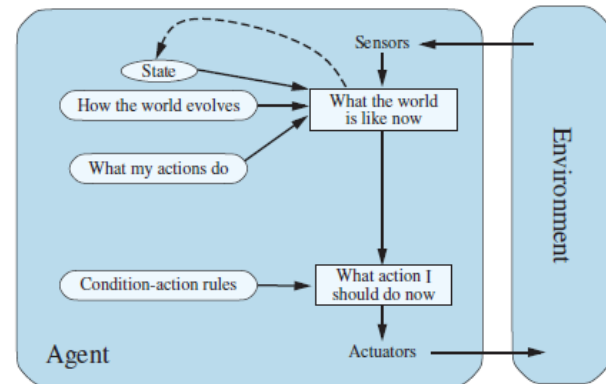 Sensors
State
How the world evolves
What the world
is like now
What my actions do
Environment
Condition-action rules
What action I
should do now
Agent
Actuators